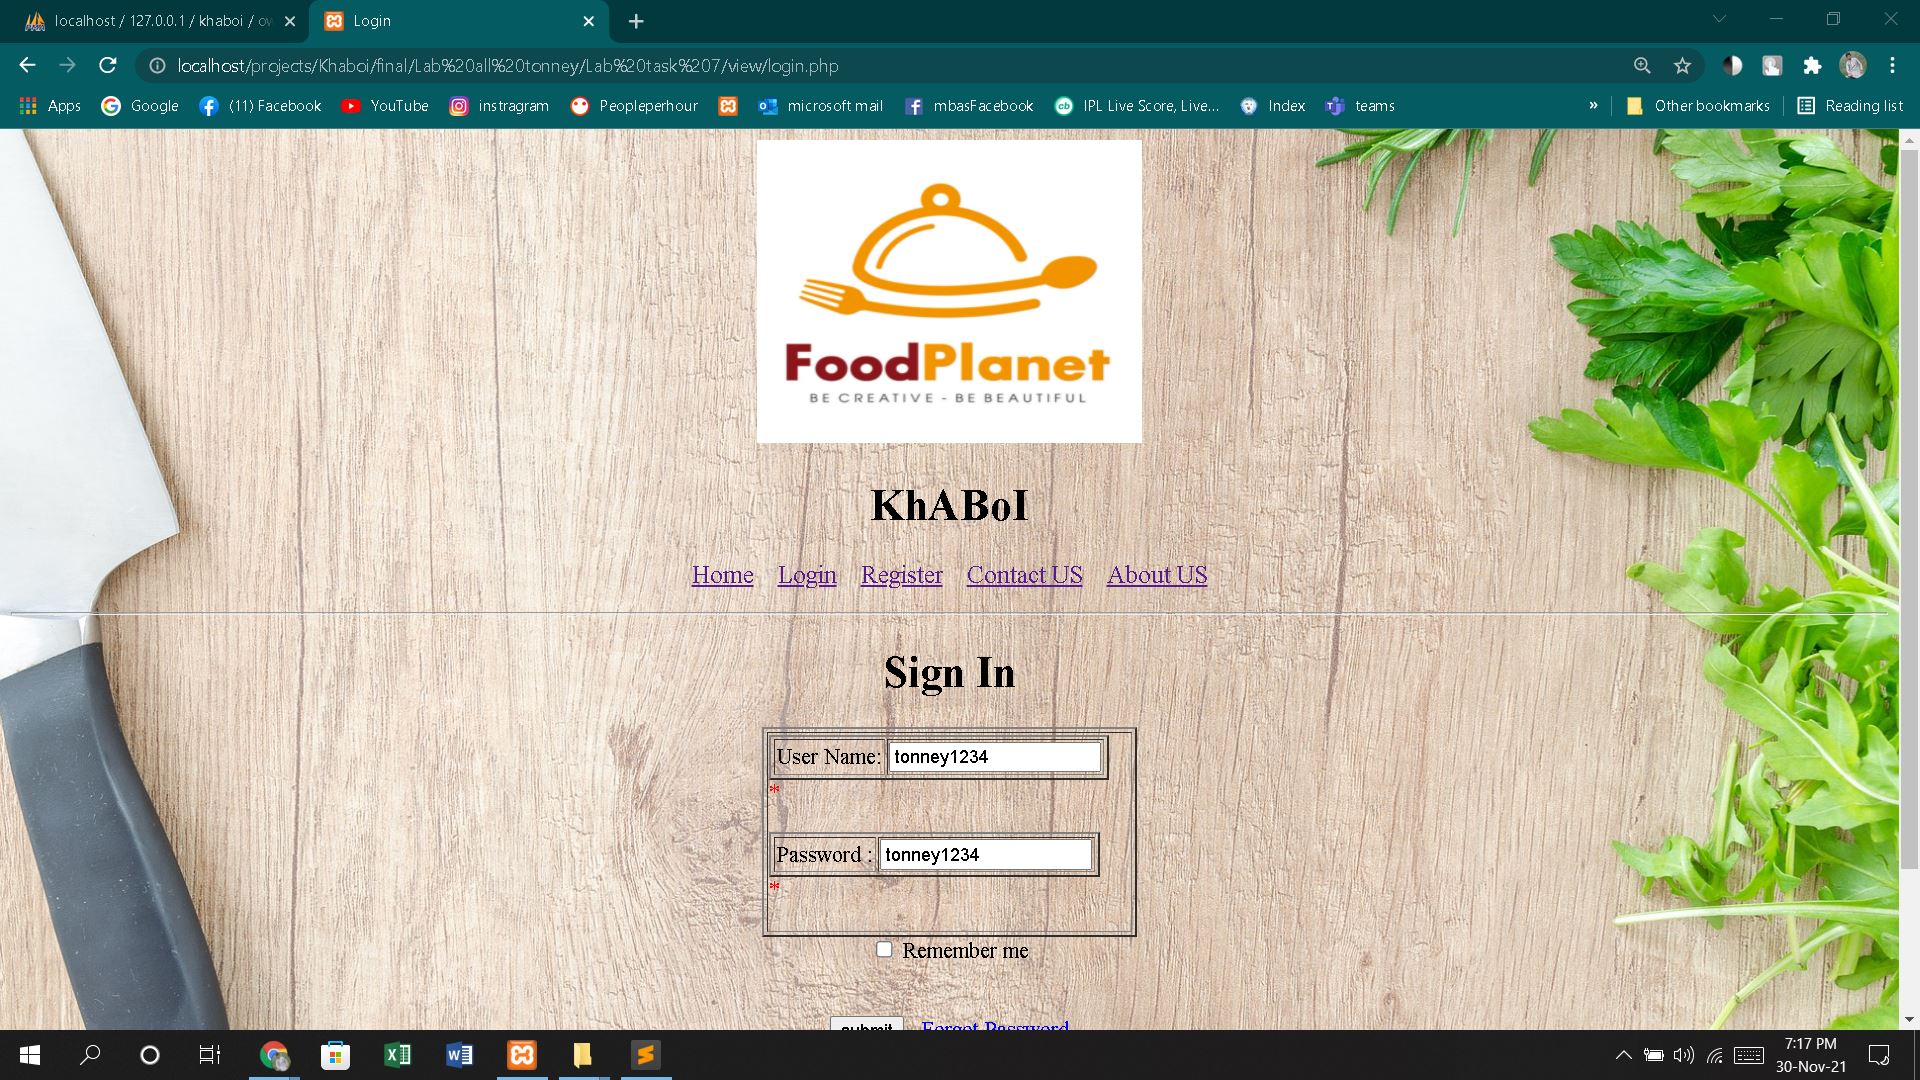 localhost / 127.0.0.1 / khaboi / ow
Login
localhost/projects/Khaboi/final/Lab%20all%20tonney/Lab%20task%207/view/login.php
Apps
Google
(11) Facebook
YouTube
instragram
Peopleperhour
microsoft mail
mbasFacebook
IPL Live Score, Live...
Index
teams
»
Other bookmarks
Reading list
FoodPlanet
BE CREATIVE - BE BEAUTIFUL
KhABoI
Home Login Register Contact US About US
Sign In
User Name: tonney1234
*
Password : tonney1234
*
Remember me
submit Forgot Password
7:17 PM
30-Nov-21